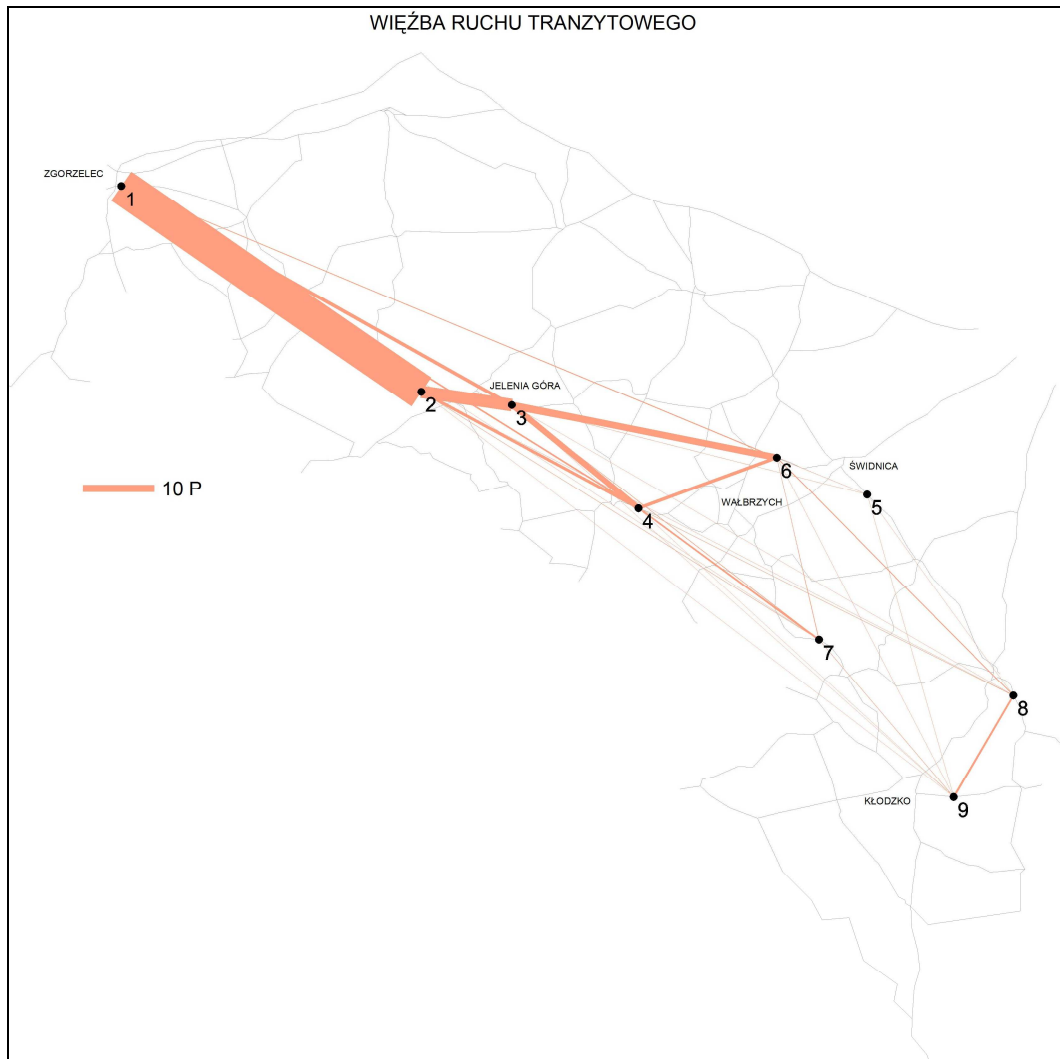 WIĘŹBA RUCHU TRANZYTOWEGO
ZGORZELEC
1
JELENIA GÓRA
2
3
ŚWIDNICA
6
10 P
WAŁBRZYCH
5
4
7
8
KŁODZKO
9